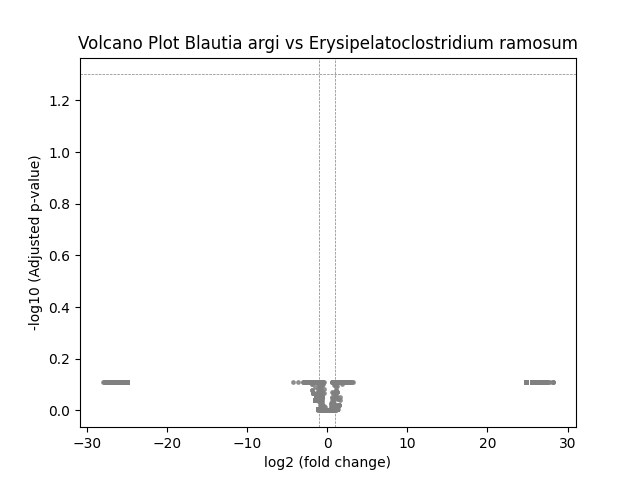 Volcano Plot Blautia argi vs Erysipelatoclostridium ramosum
-log10 (Adjusted p-value)
1.2
1.0
0.8
0.6
0.4
0.2
0.0
−30 −20 −10 0 10 20 30
log2 (fold change)